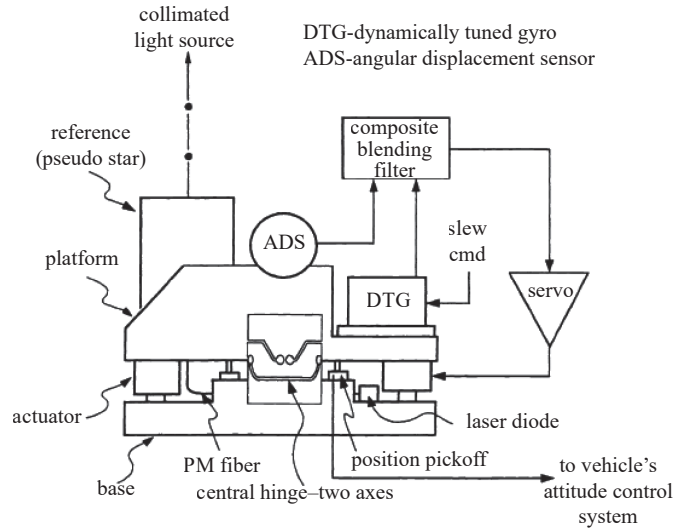 collimated
light source
DTG-dynamically tuned gyro
ADS-angular displacement sensor
reference
(pseudo star)
composite
blending
filter
ADS
slew
cmd
platform
DTG
servo
actuator
laser diode
PM fiber
position pickoff
base
central hinge–two axes
to vehicle's
attitude control
system